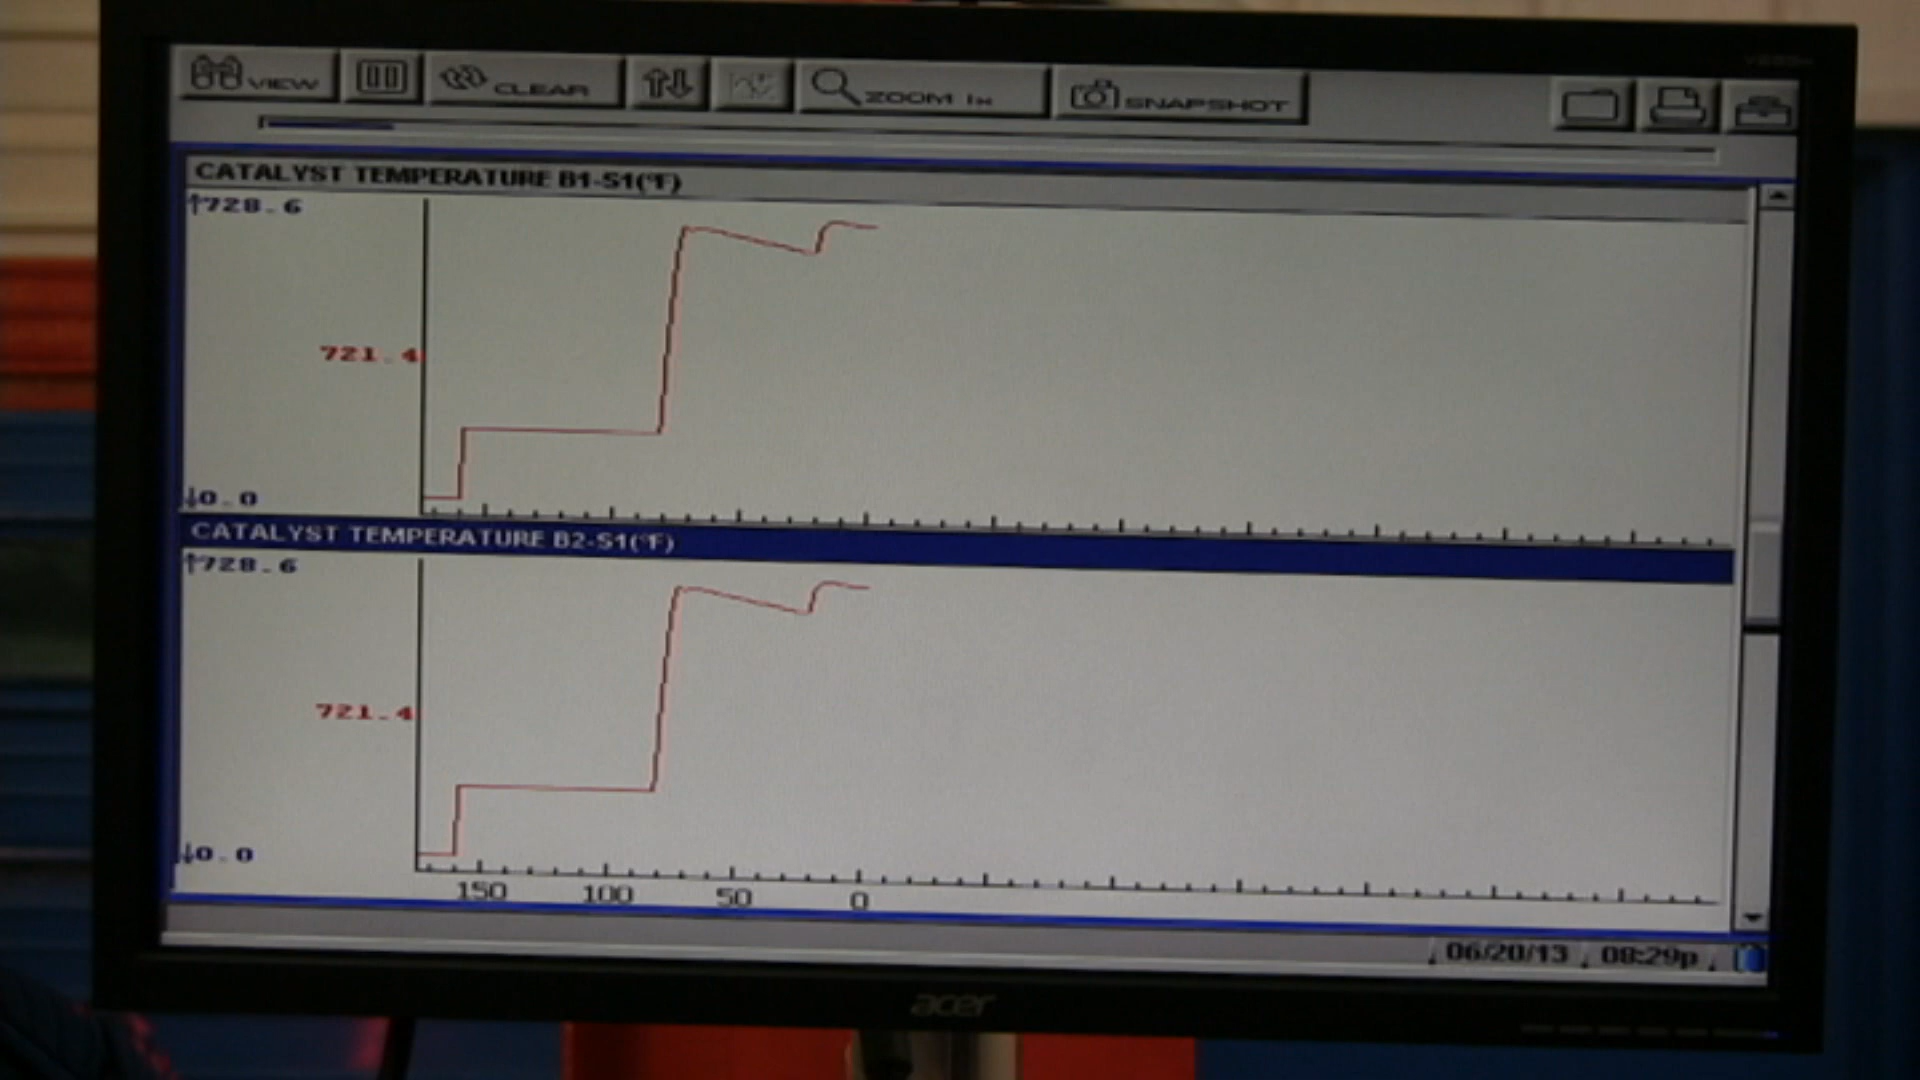 VIEW CLEAR ZOOM 1x SNAPSHOT
CATALYST TEMPERATURE B1-S1(°F)
↑728.6
721.4
↓0.0
CATALYST TEMPERATURE B2-S1(°F)
↑728.6
721.4
↓0.0
150 100 50 0
06/20/13 08:29p
acer